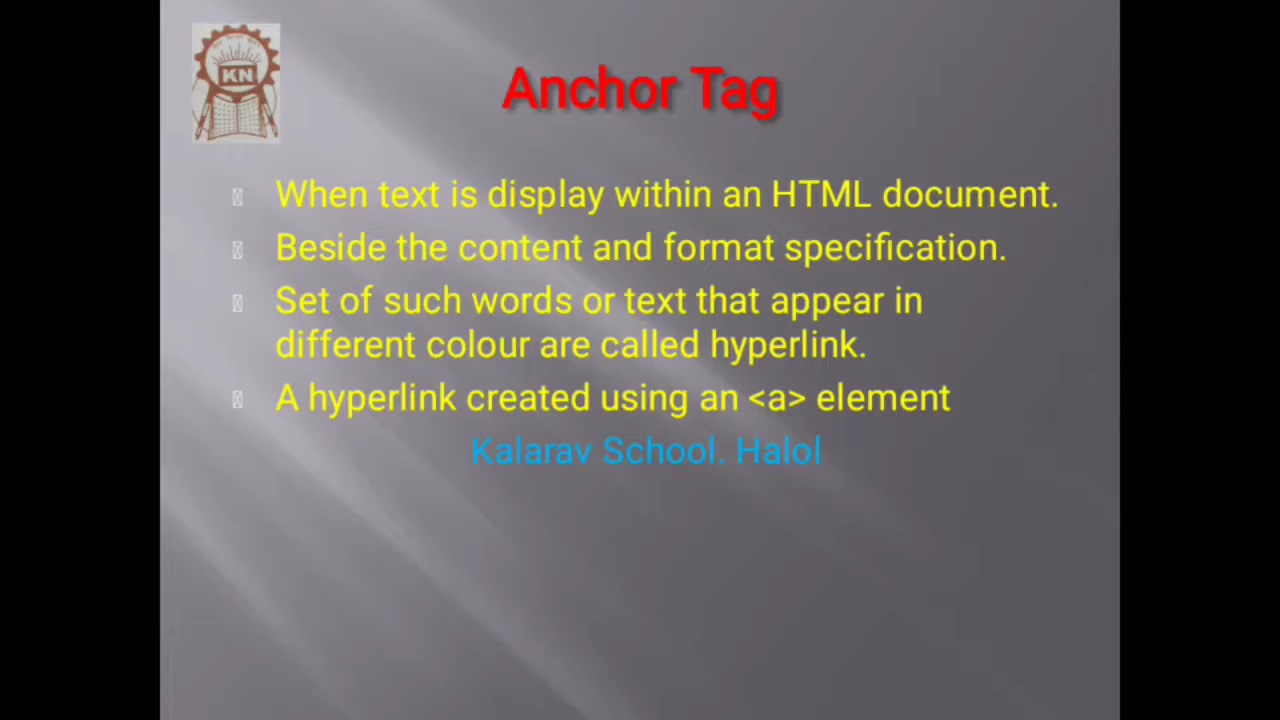 KN
Anchor Tag
When text is display within an HTML document.
Beside the content and format specification.
Set of such words or text that appear in
different colour are called hyperlink.
A hyperlink created using an <a> element
Kalarav School. Halol